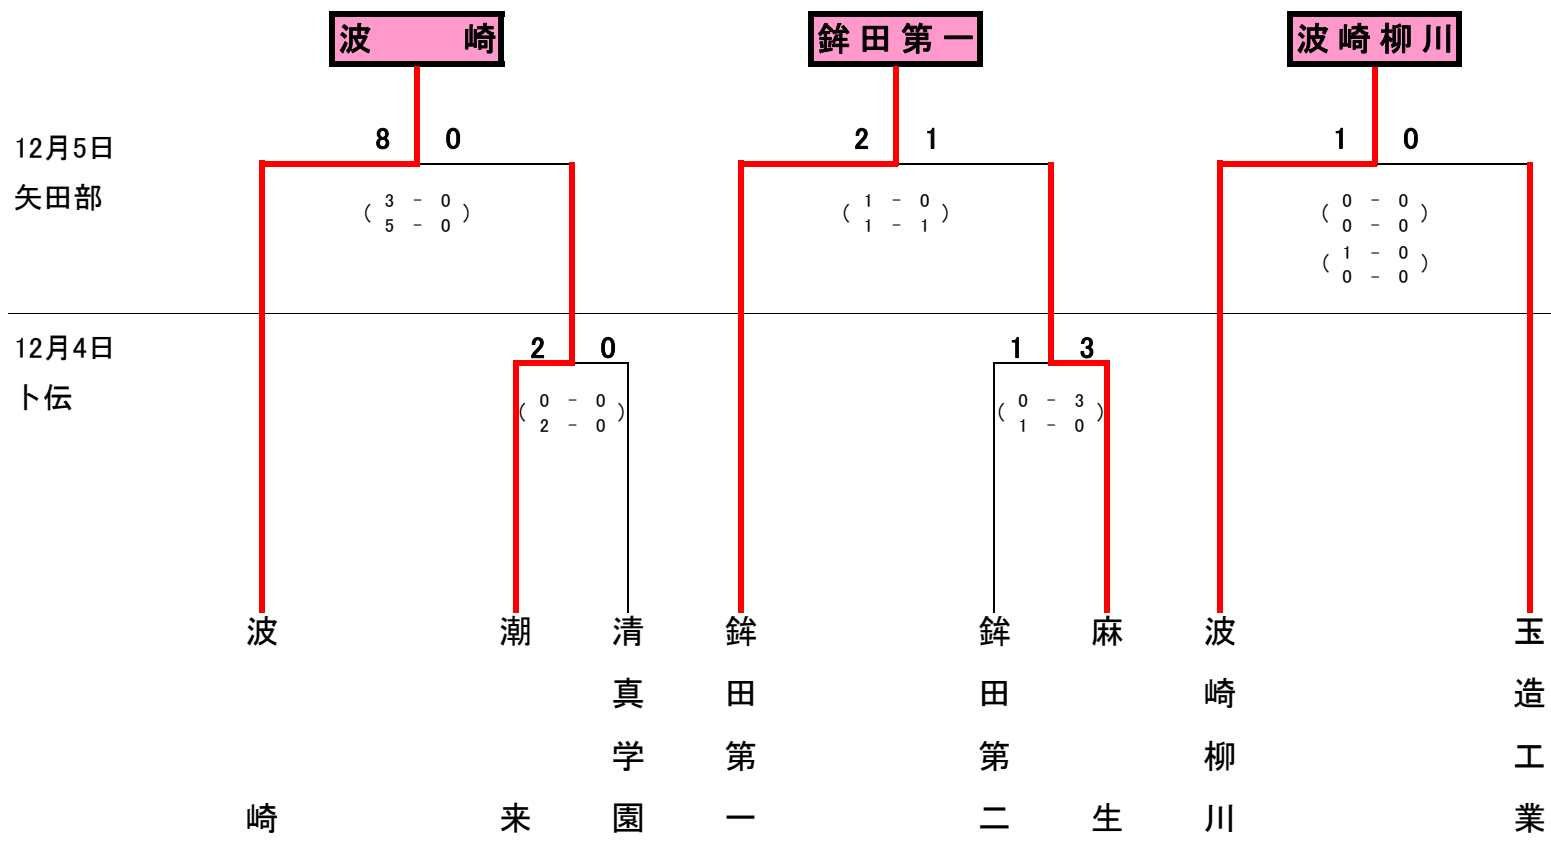 波　　崎
鉾田第一
波崎柳川
12月5日
矢田部
8 0
( 3 - 0 )
5 - 0
2 1
( 1 - 0 )
1 - 1
1 0
( 0 - 0 )
0 - 0
( 1 - 0 )
0 - 0
12月4日
ト伝
2 0
( 0 - 0 )
2 - 0
1 3
( 0 - 3 )
1 - 0
波崎
潮来
清真学園
鉾田第一
鉾田第二
麻生
波崎柳川
玉造工業